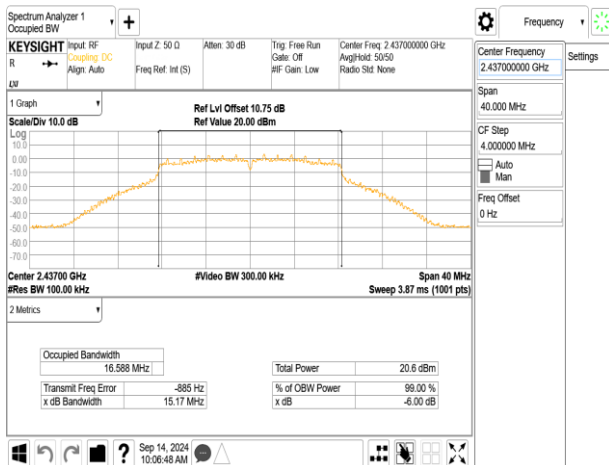 Spectrum Analyzer 1
Occupied BW
Frequency
KEYSIGHT
R
Input: RF
Coupling: DC
Align: Auto
Input Z: 50 Ω
Freq Ref: Int (S)
Atten: 30 dB
Trig: Free Run
Gate: Off
#IF Gain: Low
Center Freq: 2.437000000 GHz
Avg|Hold: 50/50
Radio Std: None
Center Frequency
2.437000000 GHz
Settings
Span
40.000 MHz
CF Step
4.000000 MHz
Auto
Man
Freq Offset
0 Hz
1 Graph
Scale/Div 10.0 dB
Ref Lvl Offset 10.75 dB
Ref Value 20.00 dBm
Log
10.0
0.00
-10.0
-20.0
-30.0
-40.0
-50.0
-60.0
-70.0
Center 2.43700 GHz
#Res BW 100.00 kHz
#Video BW 300.00 kHz
Span 40 MHz
Sweep 3.87 ms (1001 pts)
2 Metrics
Occupied Bandwidth
16.588 MHz
Transmit Freq Error -885 Hz
x dB Bandwidth 15.17 MHz
Total Power 20.6 dBm
% of OBW Power 99.00 %
x dB -6.00 dB
?
Sep 14, 2024
10:06:48 AM